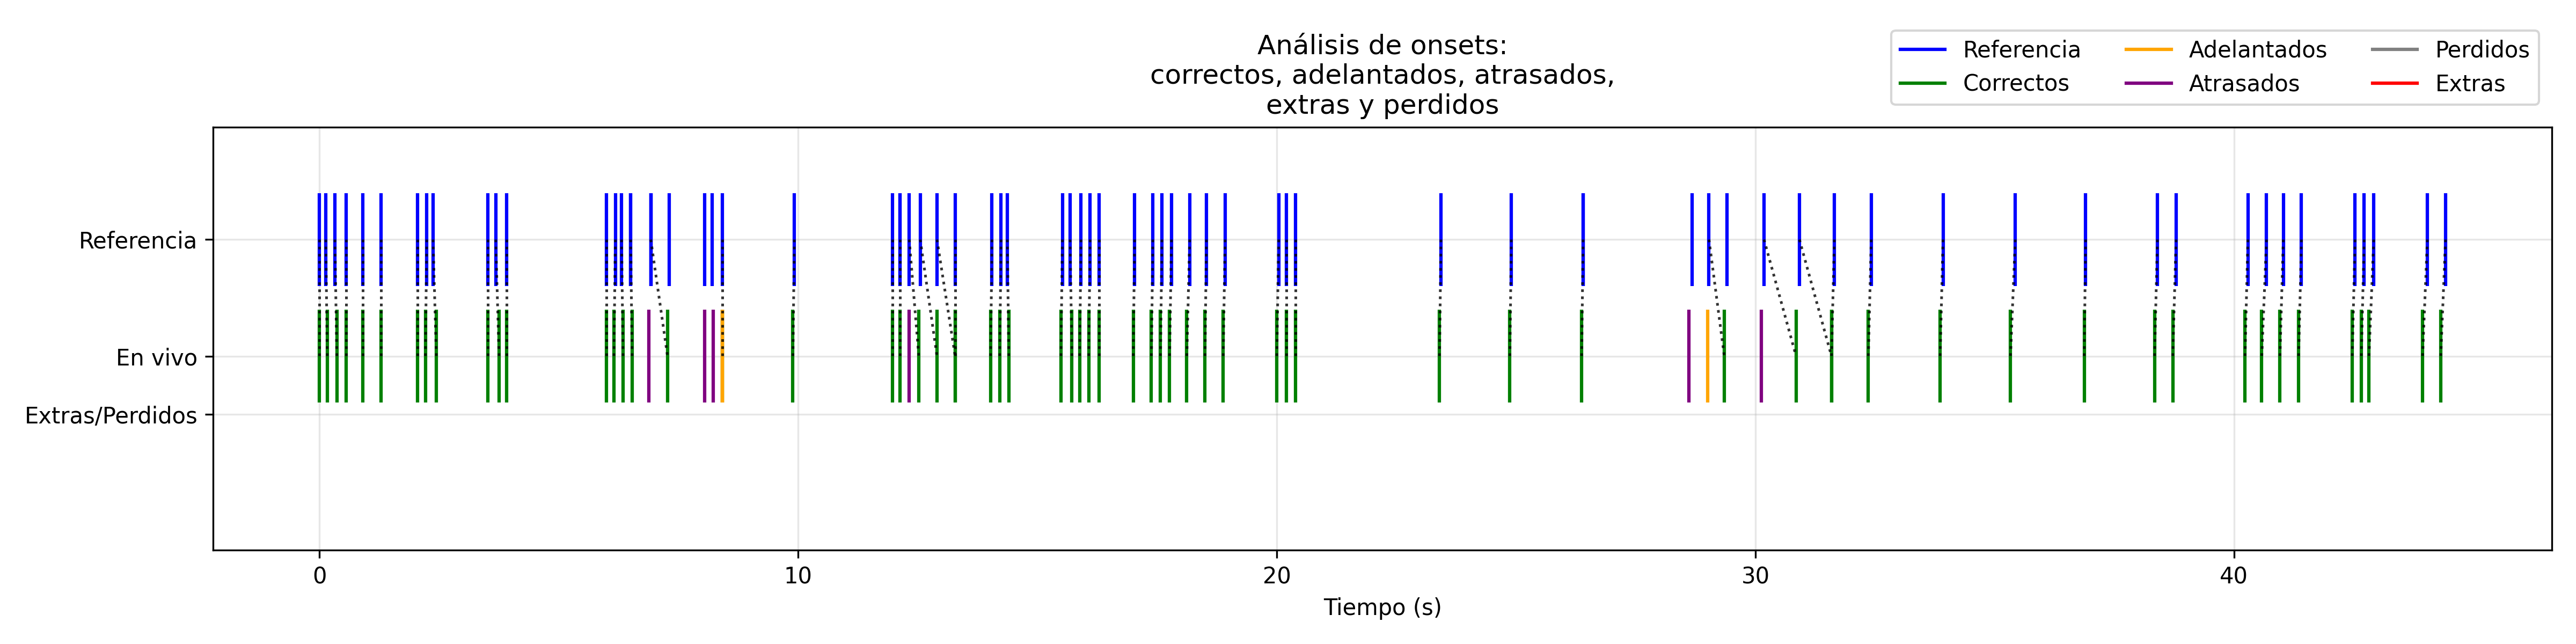 Análisis de onsets:
correctos, adelantados, atrasados,
extras y perdidos
Referencia
Correctos
Adelantados
Atrasados
Perdidos
Extras
Referencia
En vivo
Extras/Perdidos
0
10
20
30
40
Tiempo (s)